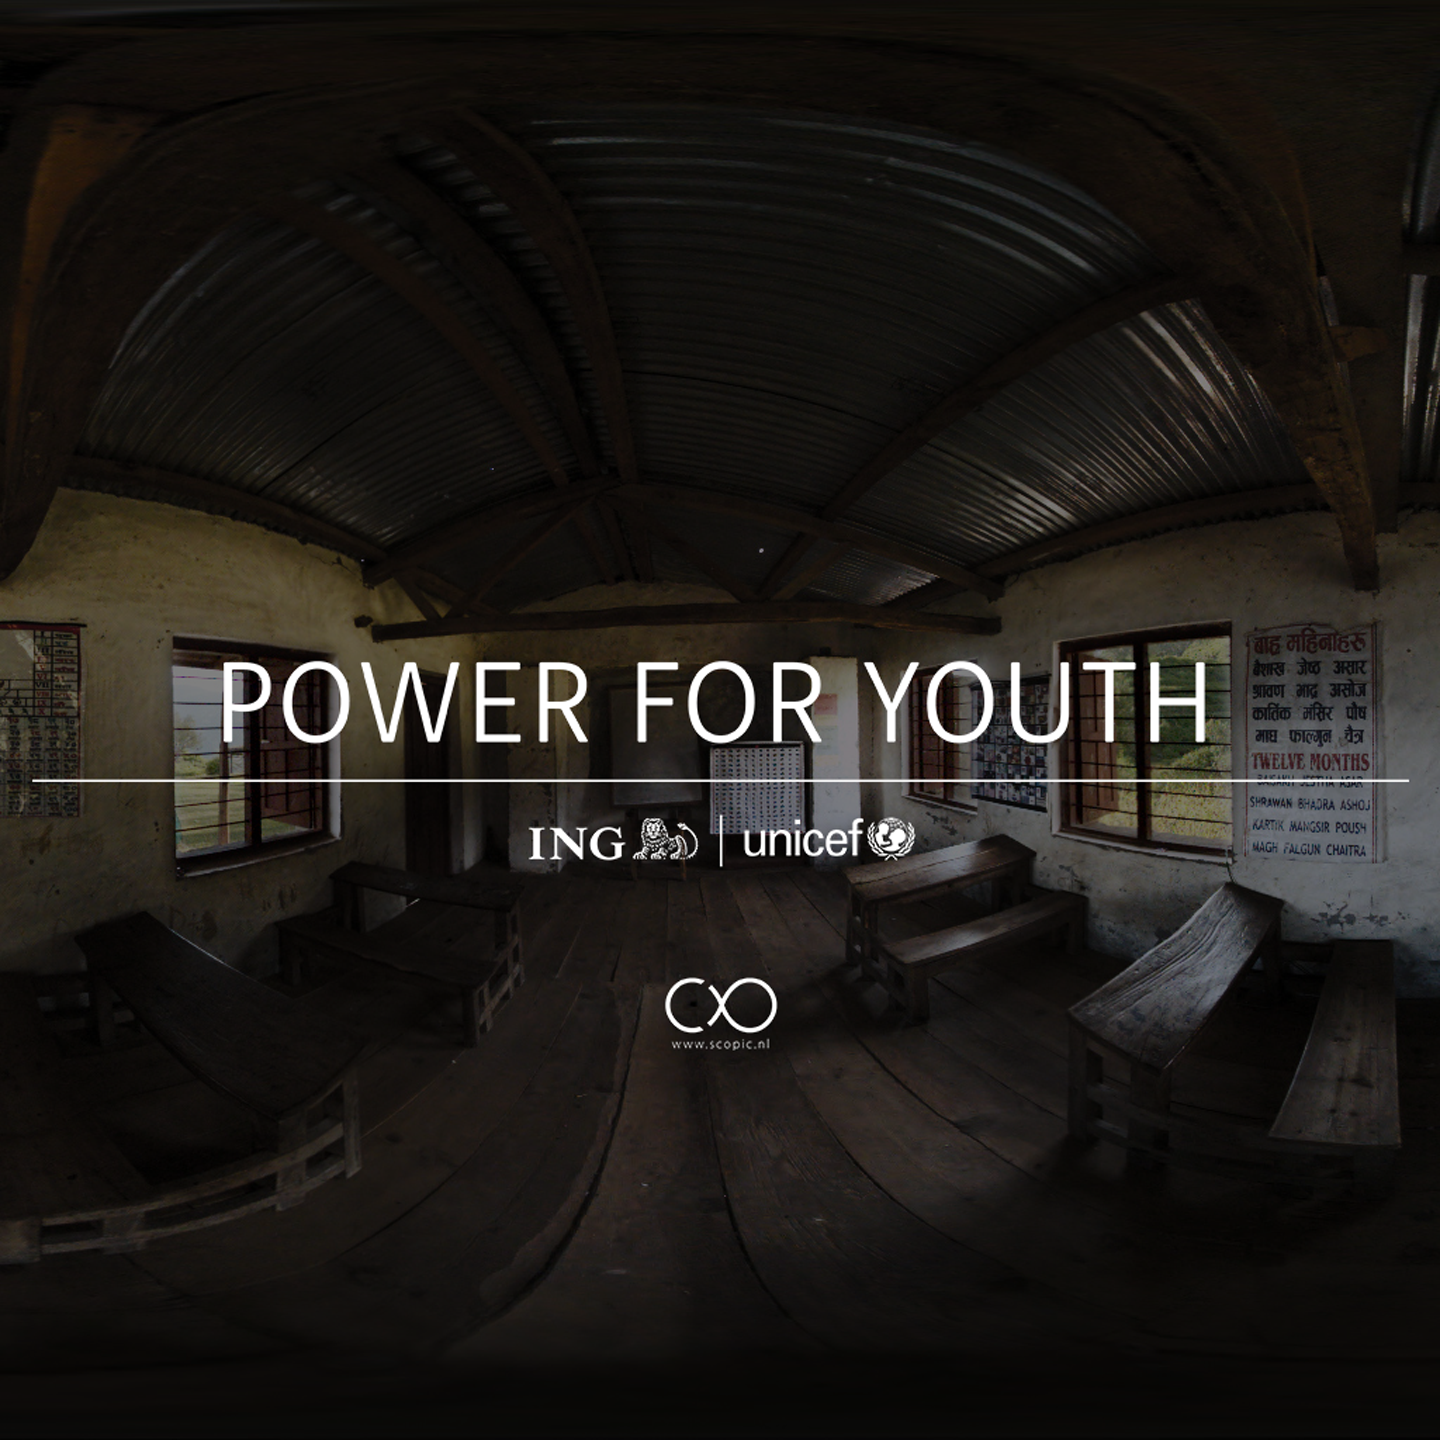 POWER FOR YOUTH
ING unicef
www.scopic.nl
बाह्र महिनाहरू
बैशाख जेष्ठ असार
श्रावण भाद्र असोज
कार्तिक मंसिर पौष
माघ फाल्गुन चैत्र
TWELVE MONTHS
BAISAKH JESTHA ASAR
SHRAWAN BHADRA ASHOJ
KARTIK MANGSIR POUSH
MAGH FALGUN CHAITRA